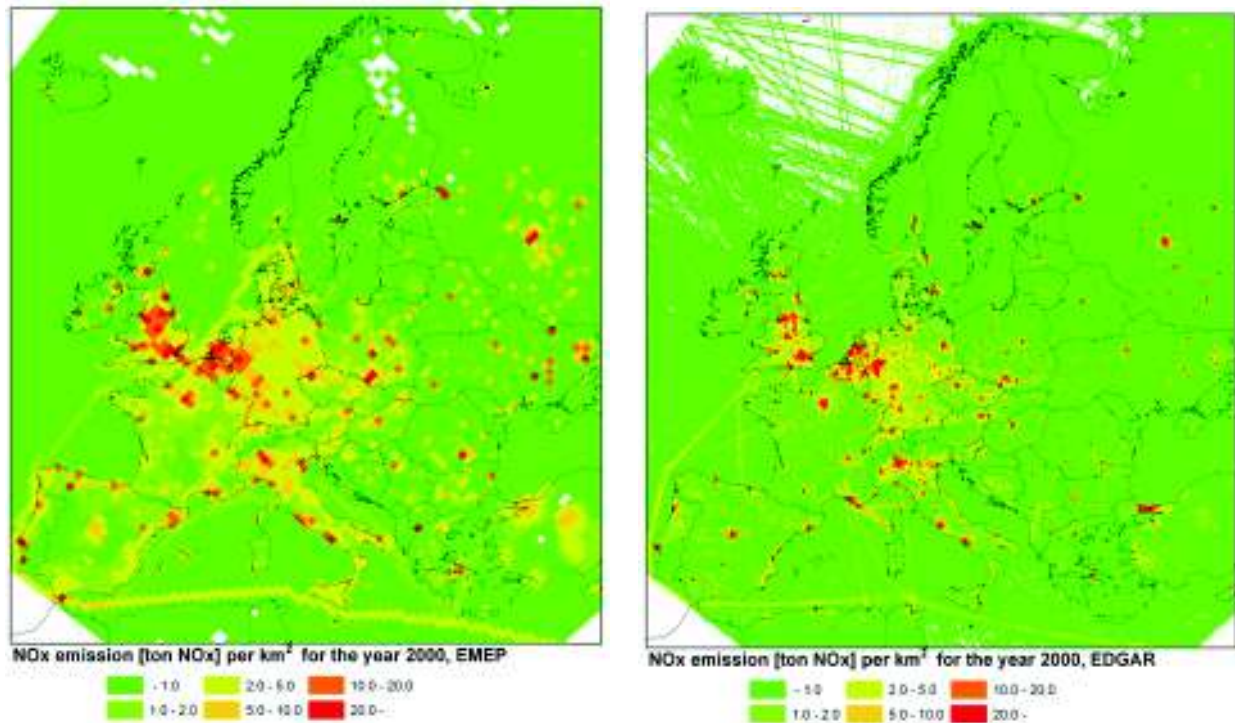 NOx emission [ton NOx] per km² for the year 2000, EMEP
- 1.0 2.0 - 5.0 10.0 - 20.0
1.0 - 2.0 5.0 - 10.0 20.0 -
NOx emission [ton NOx] per km² for the year 2000, EDGAR
- 1.0 2.0 - 5.0 10.0 - 20.0
1.0 - 2.0 5.0 - 10.0 20.0 -